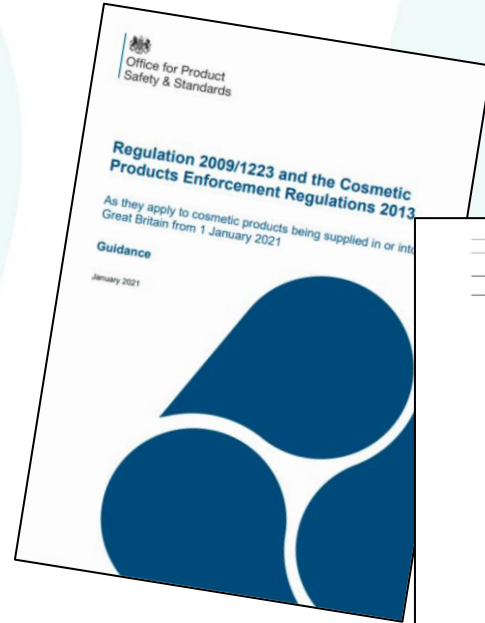 Office for Product
Safety & Standards
Regulation 2009/1223 and the Cosmetic
Products Enforcement Regulations 2013
As they apply to cosmetic products being supplied in or into
Great Britain from 1 January 2021
Guidance
January 2021